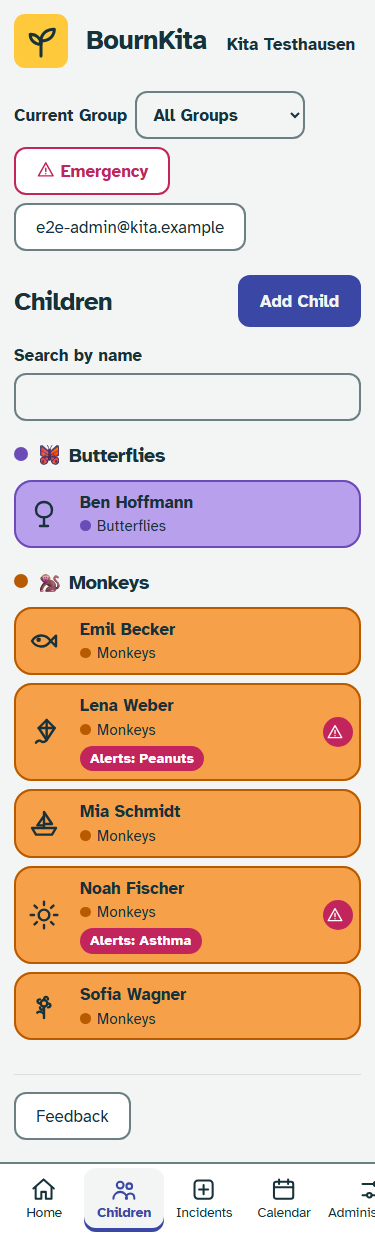 BournKita Kita Testhausen
Current Group All Groups
Emergency
e2e-admin@kita.example
Children Add Child
Search by name
Butterflies
Ben Hoffmann
Butterflies
Monkeys
Emil Becker
Monkeys
Lena Weber
Monkeys
Alerts: Peanuts
Mia Schmidt
Monkeys
Noah Fischer
Monkeys
Alerts: Asthma
Sofia Wagner
Monkeys
Feedback
Home Children Incidents Calendar Adminis